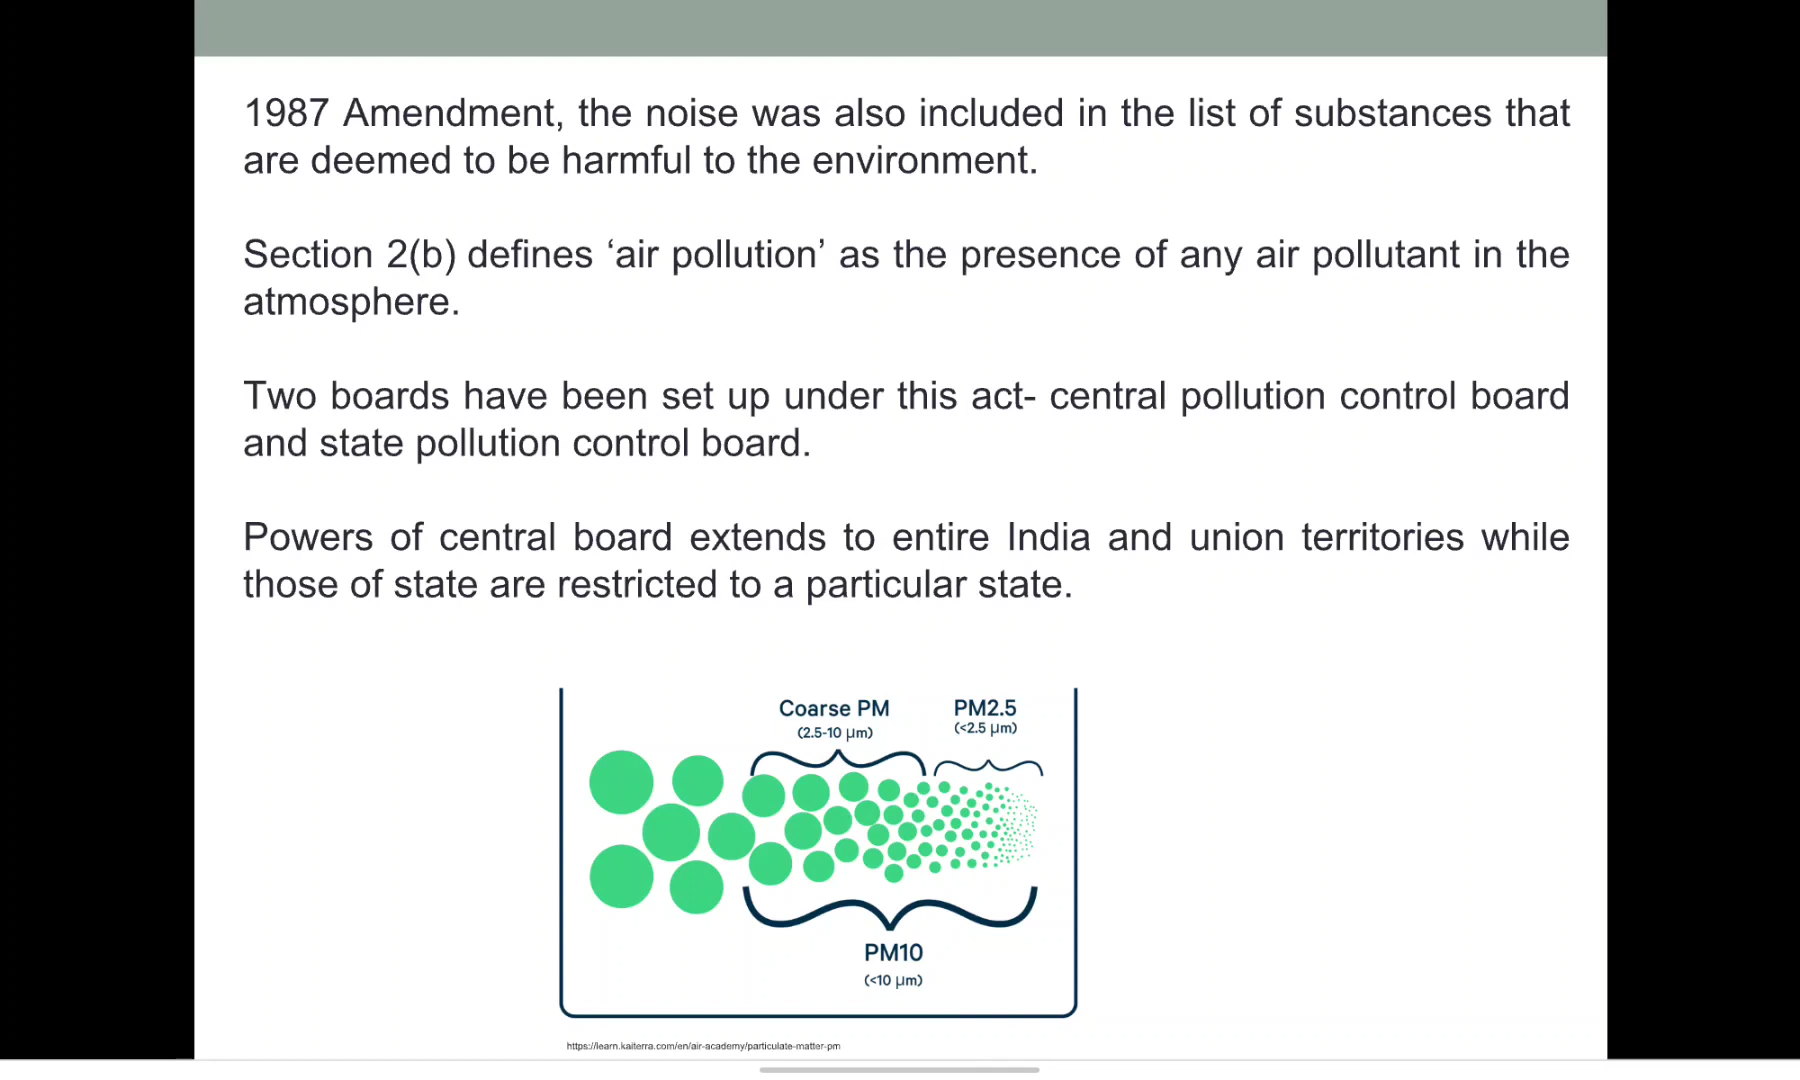 1987 Amendment, the noise was also included in the list of substances that
are deemed to be harmful to the environment.
Section 2(b) defines ‘air pollution’ as the presence of any air pollutant in the
atmosphere.
Two boards have been set up under this act- central pollution control board
and state pollution control board.
Powers of central board extends to entire India and union territories while
those of state are restricted to a particular state.
Coarse PM
(2.5-10 µm)
PM2.5
(<2.5 µm)
PM10
(<10 µm)
https://learn.kaiterra.com/en/air-academy/particulate-matter-pm